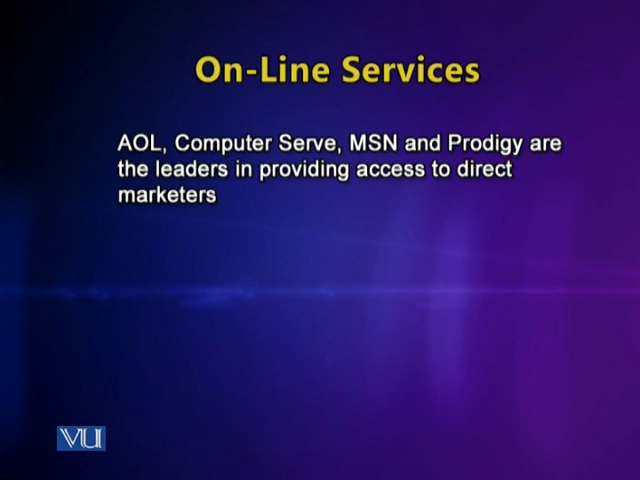 On-Line Services
AOL, Computer Serve, MSN and Prodigy are
the leaders in providing access to direct
marketers
VU